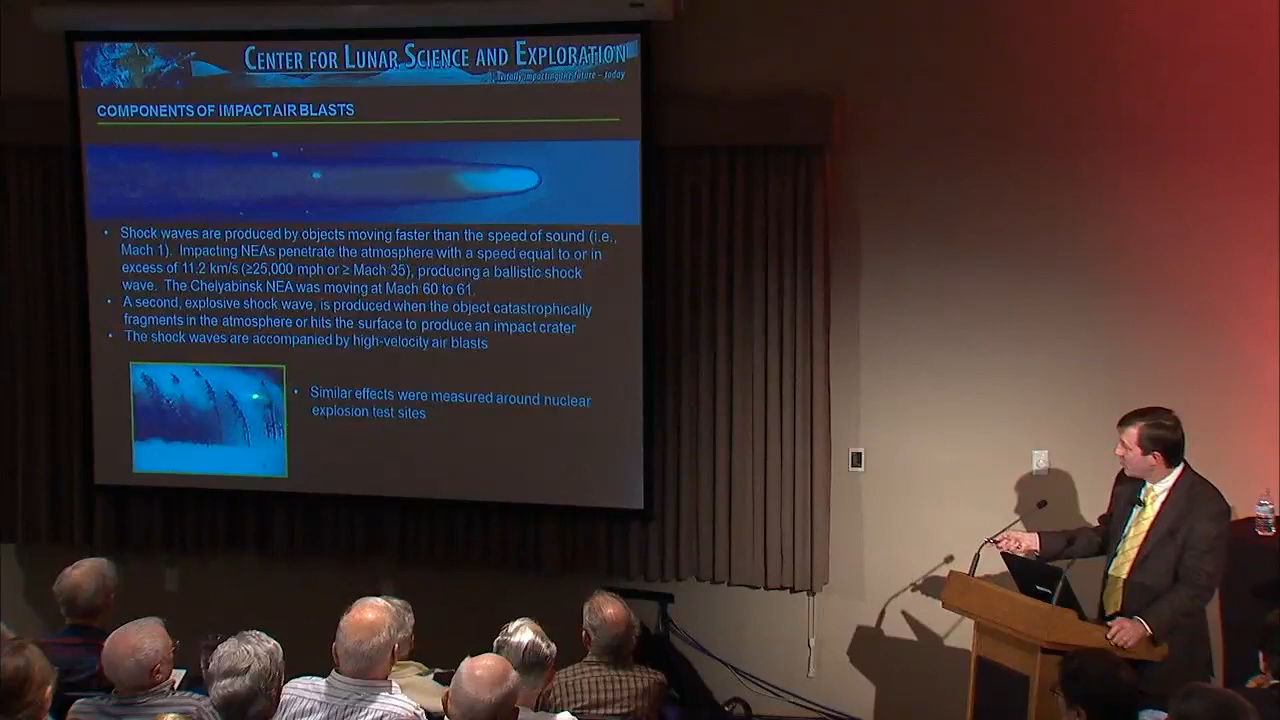 CENTER FOR LUNAR SCIENCE AND EXPLORATION
impacting the future – today
COMPONENTS OF IMPACT AIR BLASTS
• Shock waves are produced by objects moving faster than the speed of sound (i.e.,
Mach 1). Impacting NEAs penetrate the atmosphere with a speed equal to or in
excess of 11.2 km/s (≥25,000 mph or ≥ Mach 35), producing a ballistic shock
wave. The Chelyabinsk NEA was moving at Mach 60 to 61.
• A second, explosive shock wave, is produced when the object catastrophically
fragments in the atmosphere or hits the surface to produce an impact crater
• The shock waves are accompanied by high-velocity air blasts
• Similar effects were measured around nuclear
explosion test sites